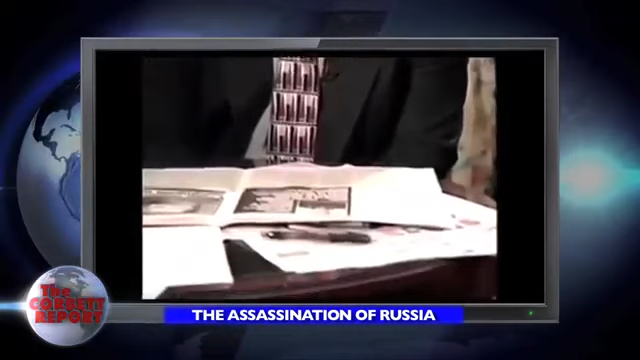 The
CORBETT
REPORT
THE ASSASSINATION OF RUSSIA